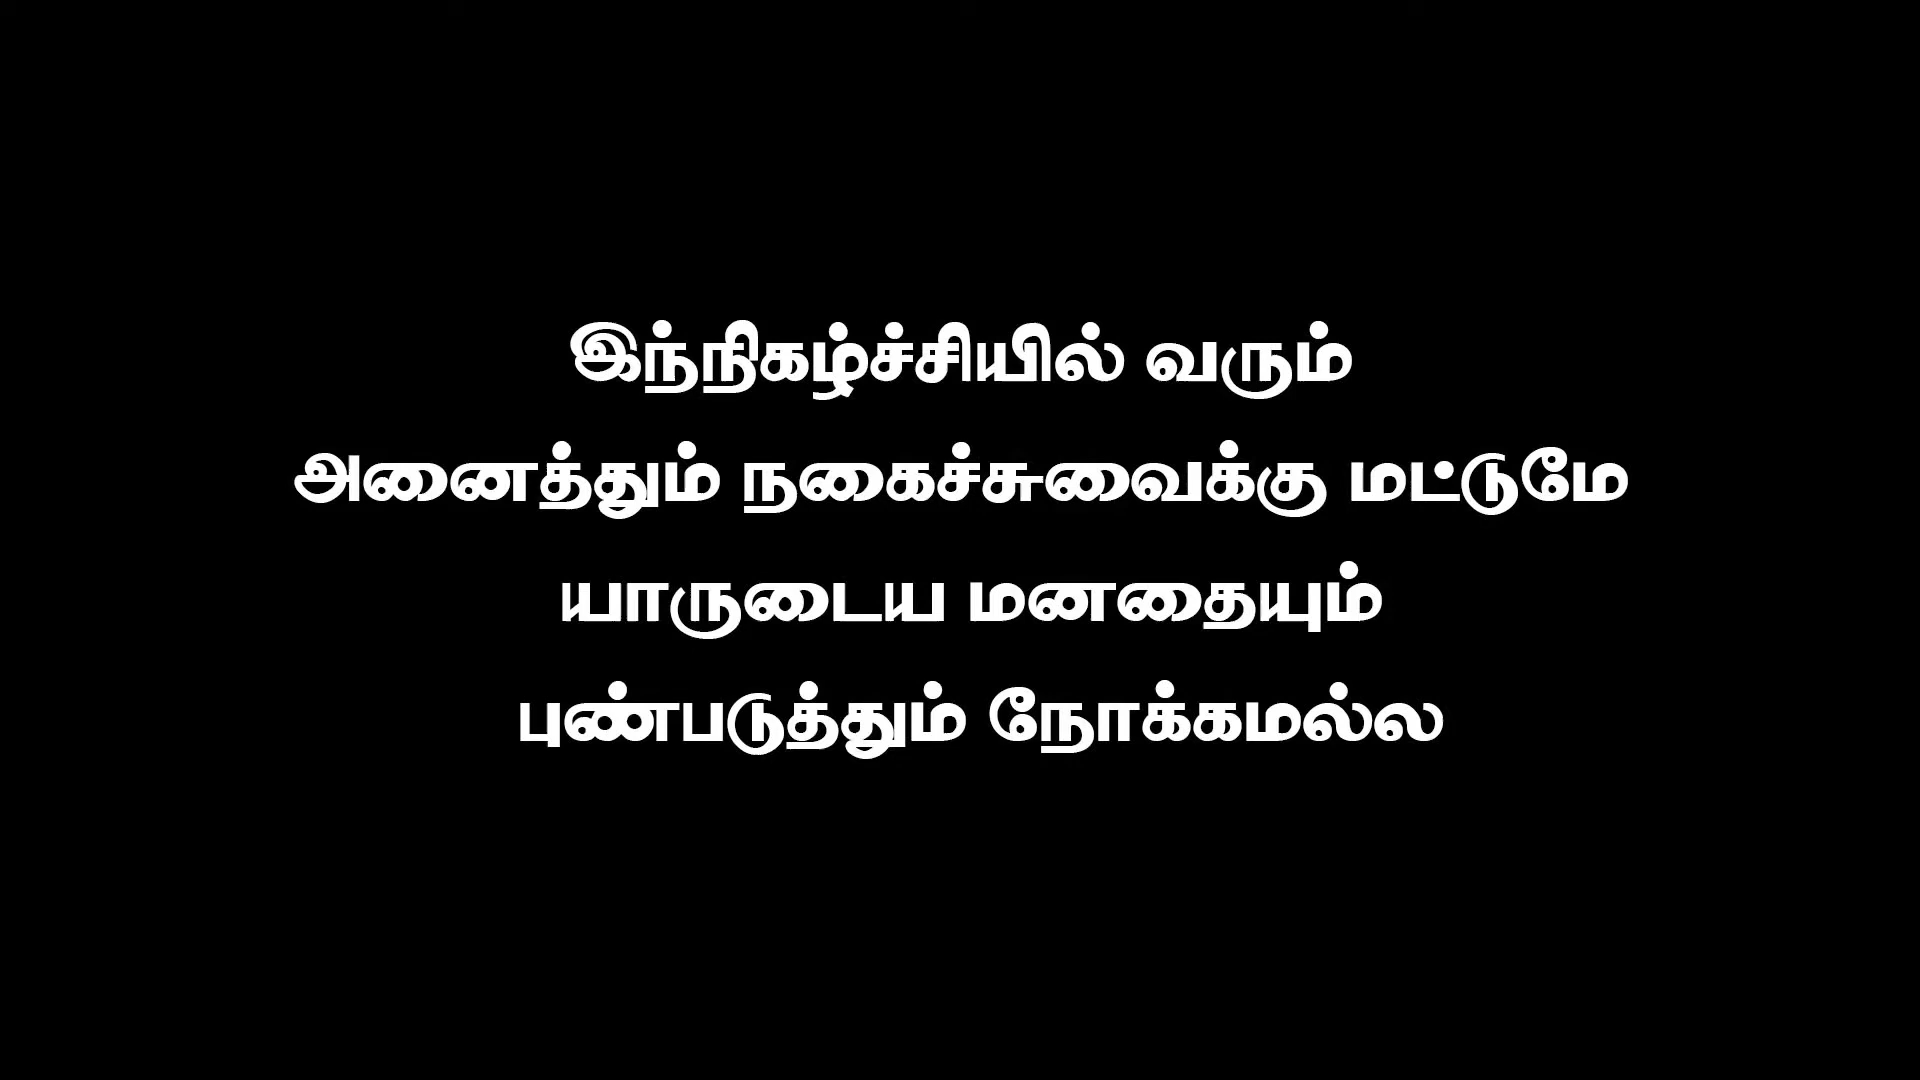 இந்நிகழ்ச்சியில் வரும்
அனைத்தும் நகைச்சுவைக்கு மட்டுமே
யாருடைய மனதையும்
புண்படுத்தும் நோக்கமல்ல